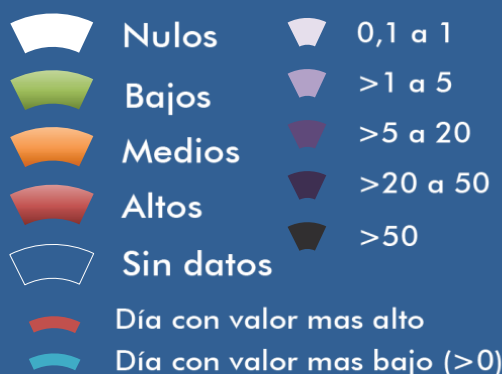 Nulos
Bajos
Medios
Altos
Sin datos
0,1 a 1
>1 a 5
>5 a 20
>20 a 50
>50
Día con valor mas alto
Día con valor mas bajo (>0)